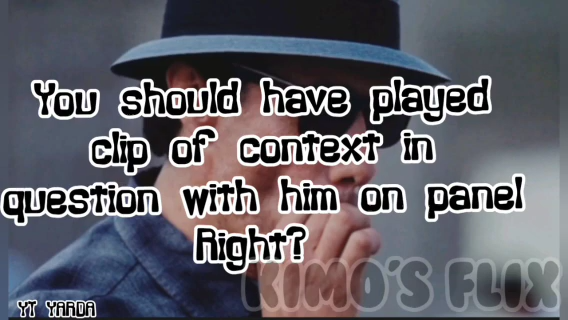 You should have played
clip of context in
question with him on panel
Right?
KIMO'S FLIX
YT YARDA